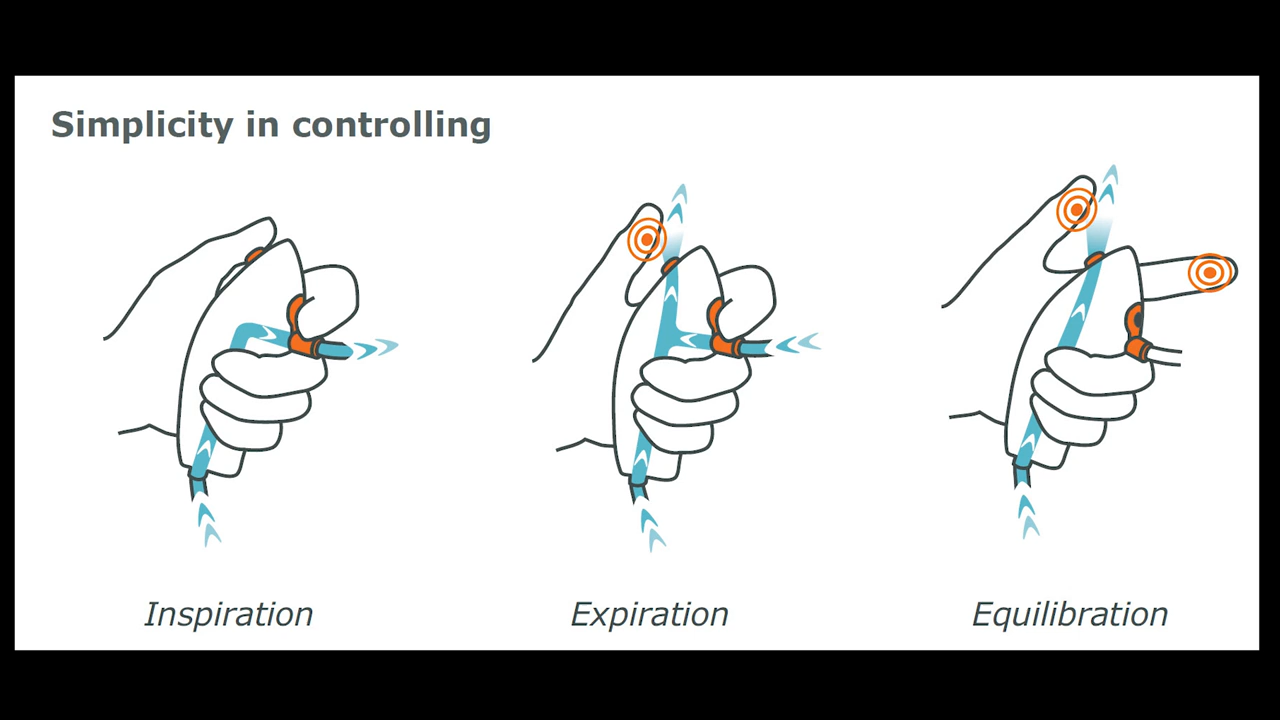 Simplicity in controlling
Inspiration
Expiration
Equilibration